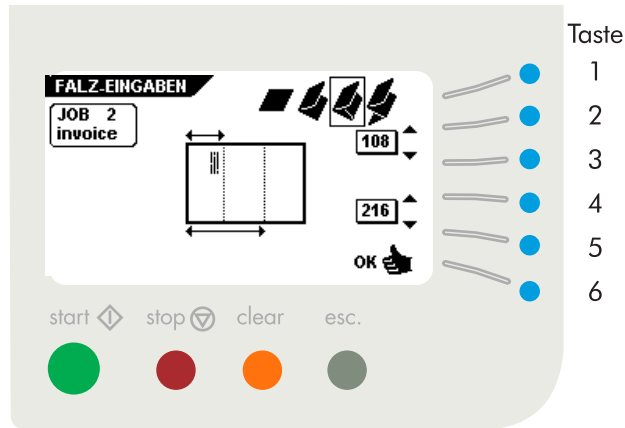 Taste
FALZ-EINGABEN
1
JOB 2
invoice
2
108
3
216
4
5
OK
6
start stop clear esc.